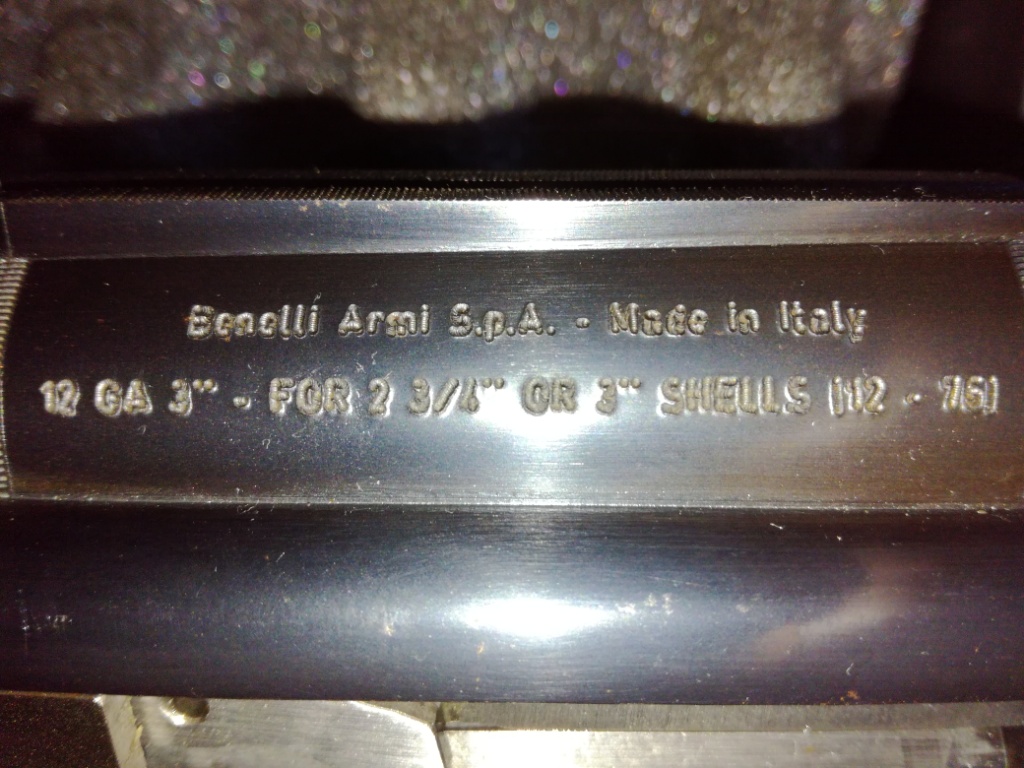 Benelli Armi S.p.A. - Made in Italy
12 GA 3" - FOR 2 3/4" OR 3" SHELLS (12 - 76)